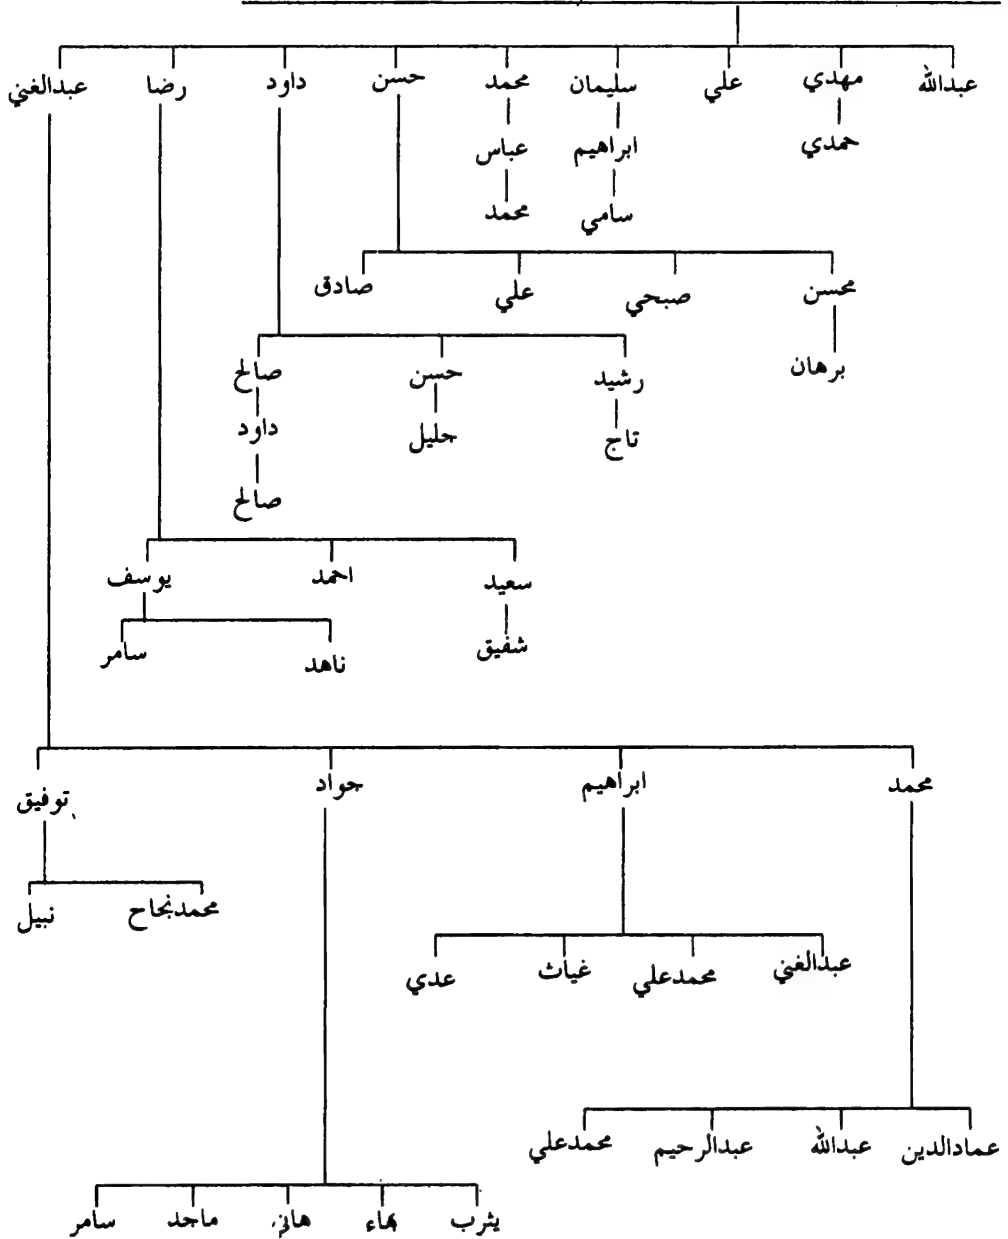 عبدالله مهدي علي سليمان محمد حسن داود رضا عبدالغني
حمدي ابراهيم عباس
سامي محمد
محسن صبحي علي صادق
برهان
رشيد حسن صالح
تاج خليل داود
صالح
سعيد احمد يوسف
شفيق ناهد سامر
محمد ابراهيم جواد توفيق
محمدنجاح نبيل
عبدالغني محمدعلي غياث عدي
عمادالدين عبدالله عبدالرحيم محمدعلي
يثرب بهاء هاني ماجد سامر